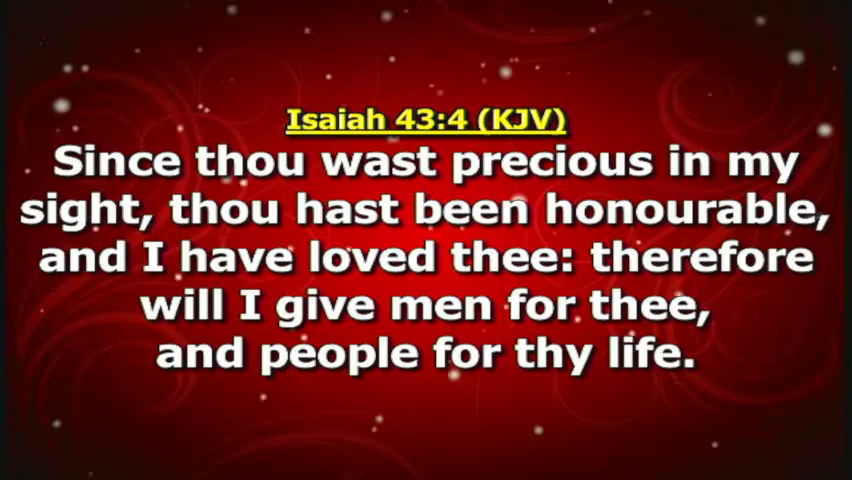 Isaiah 43:4 (KJV)
Since thou wast precious in my
sight, thou hast been honourable,
and I have loved thee: therefore
will I give men for thee,
and people for thy life.